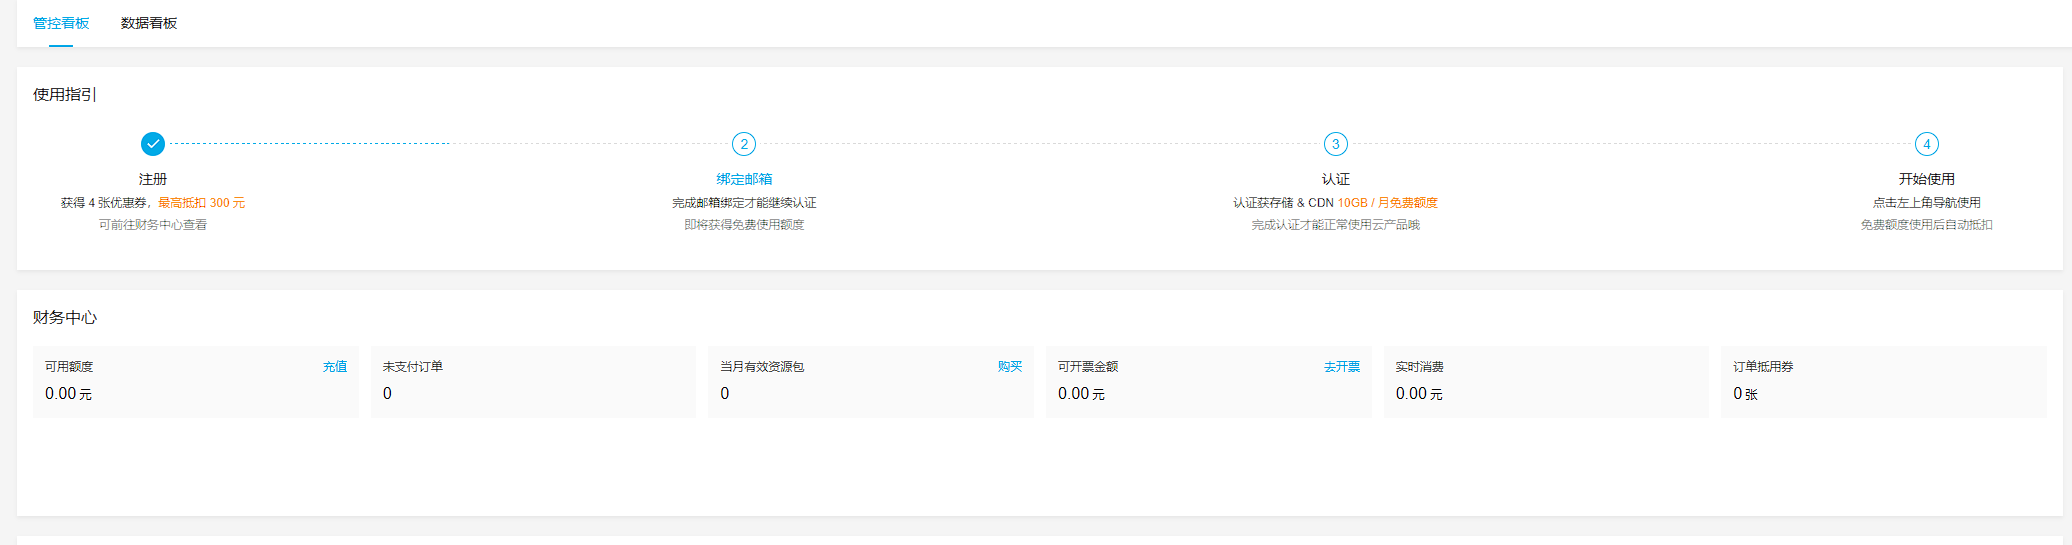 管控看板 数据看板
使用指引
2 3 4
注册 绑定邮箱 认证 开始使用
获得 4 张优惠券，最高抵扣 300 元 完成邮箱绑定才能继续认证 认证获存储 & CDN 10GB / 月免费额度 点击左上角导航使用
可前往财务中心查看 即将获得免费使用额度 完成认证才能正常使用云产品哦 免费额度使用后自动抵扣
财务中心
可用额度 充值 未支付订单 当月有效资源包 购买 可开票金额 去开票 实时消费 订单抵用券
0.00 元 0 0 0.00 元 0.00 元 0 张